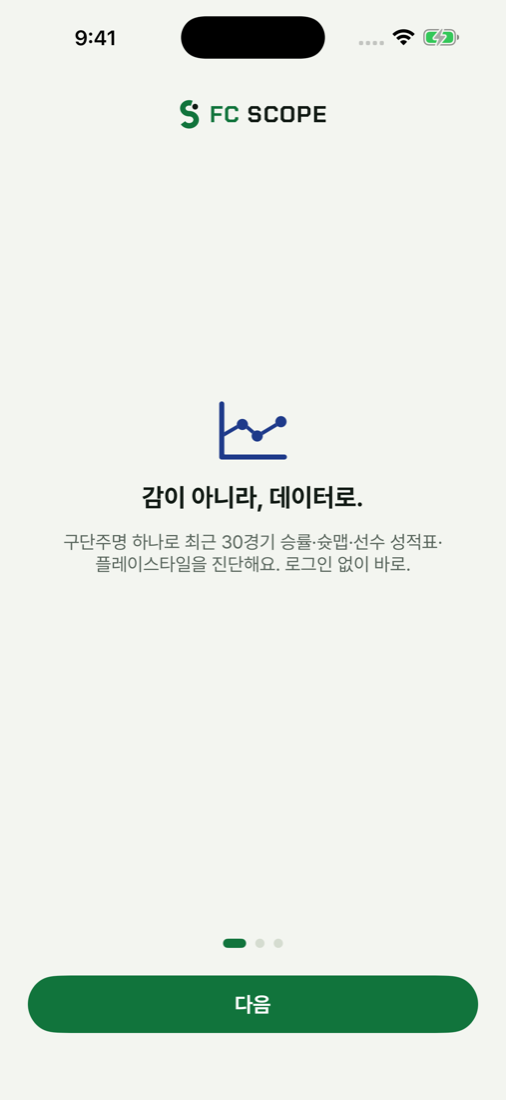 9:41
FC SCOPE
감이 아니라, 데이터로.
구단주명 하나로 최근 30경기 승률·슛맵·선수 성적표·
플레이스타일을 진단해요. 로그인 없이 바로.
다음